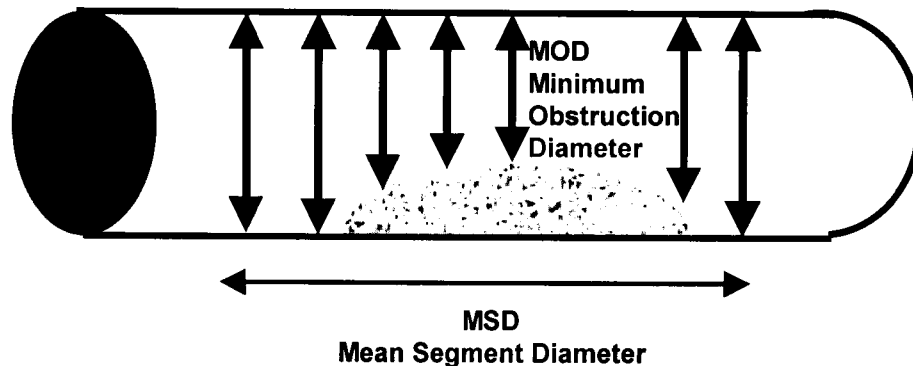 MOD
Minimum
Obstruction
Diameter
MSD
Mean Segment Diameter